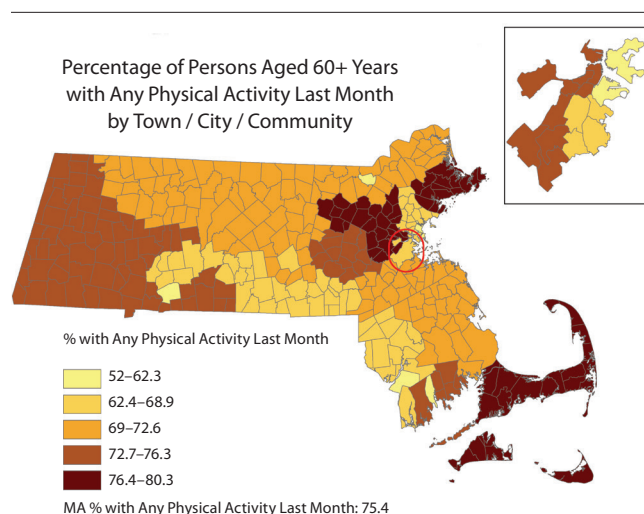 Percentage of Persons Aged 60+ Years
with Any Physical Activity Last Month
by Town / City / Community
% with Any Physical Activity Last Month
52–62.3
62.4–68.9
69–72.6
72.7–76.3
76.4–80.3
MA % with Any Physical Activity Last Month: 75.4